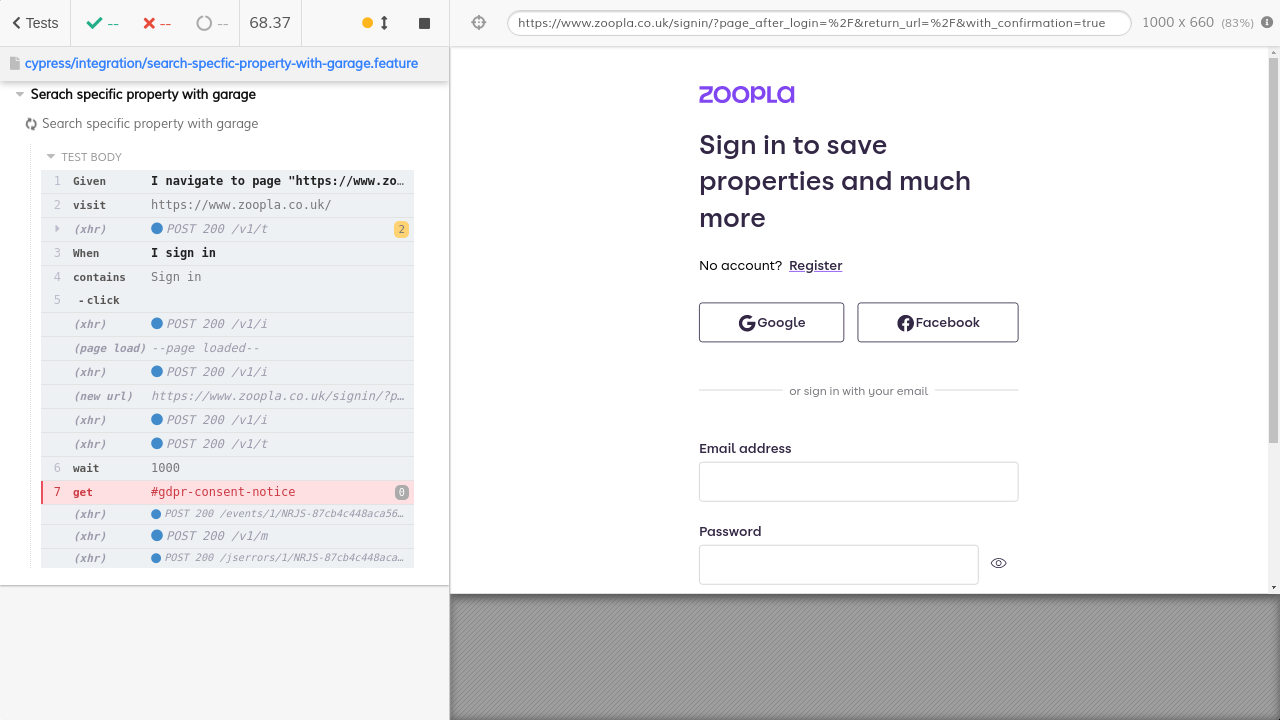 Tests
--
--
--
68.37
https://www.zoopla.co.uk/signin/?page_after_login=%2F&return_url=%2F&with_confirmation=true
1000 x 660 (83%)
cypress/integration/search-specfic-property-with-garage.feature
Serach specific property with garage
Search specific property with garage
TEST BODY
1 Given I navigate to page "https://www.zo…
2 visit https://www.zoopla.co.uk/
(xhr) POST 200 /v1/t 2
3 When I sign in
4 contains Sign in
5 -click
(xhr) POST 200 /v1/i
(page load) --page loaded--
(xhr) POST 200 /v1/i
(new url) https://www.zoopla.co.uk/signin/?p…
(xhr) POST 200 /v1/i
(xhr) POST 200 /v1/t
6 wait 1000
7 get #gdpr-consent-notice 0
(xhr) POST 200 /events/1/NRJS-87cb4c448aca56…
(xhr) POST 200 /v1/m
(xhr) POST 200 /jserrors/1/NRJS-87cb4c448aca…
ZOOPLA
Sign in to save
properties and much
more
No account? Register
Google
Facebook
or sign in with your email
Email address
Password